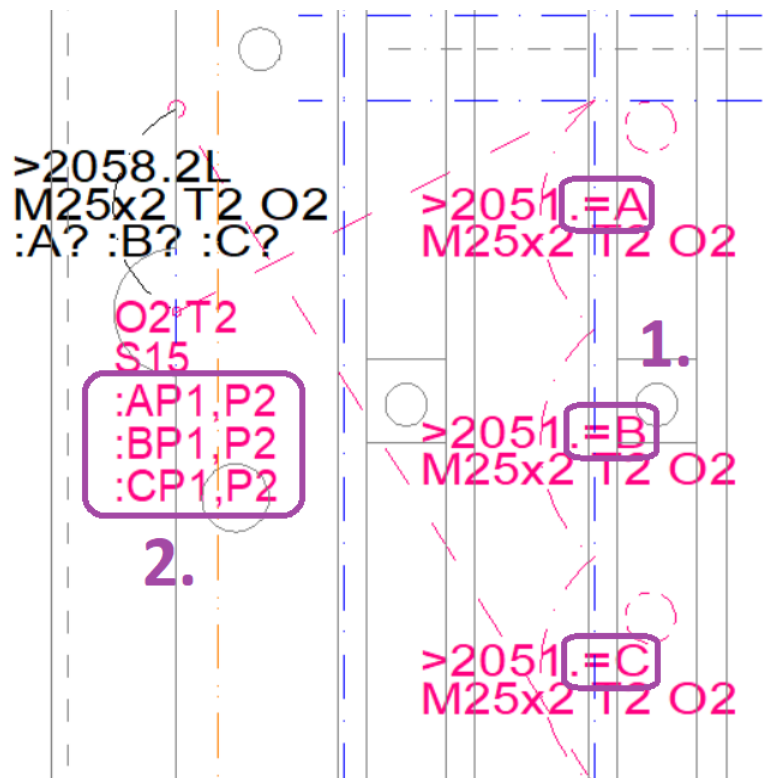 >2058.2L
M25x2 T2 O2
:A? :B? :C?
O2 T2
S15
:AP1,P2
:BP1,P2
:CP1,P2
2.
>2051.=A
M25x2 T2 O2
1.
>2051.=B
M25x2 T2 O2
>2051.=C
M25x2 T2 O2